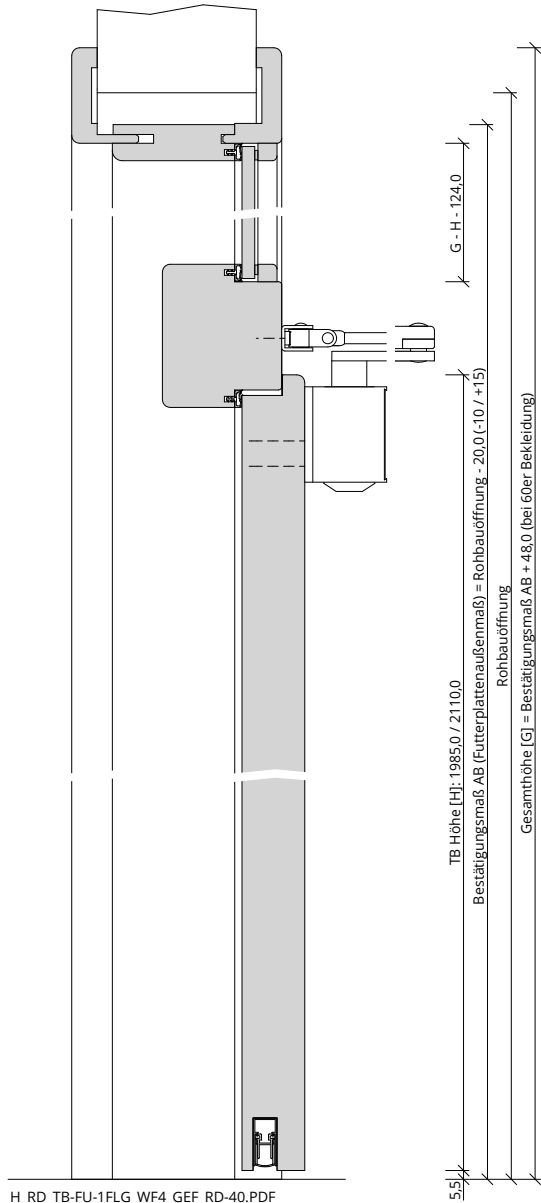 G - H - 124,0
TB Höhe [H]: 1985,0 / 2110,0
Bestätigungsmaß AB (Futterplattenaußenmaß) = Rohbauöffnung - 20,0 (-10 / +15)
Rohbauöffnung
Gesamthöhe [G] = Bestätigungsmaß AB + 48,0 (bei 60er Bekleidung)
5,5
H_RD_TB-FU-1FLG_WF4_GEF_RD-40.PDF